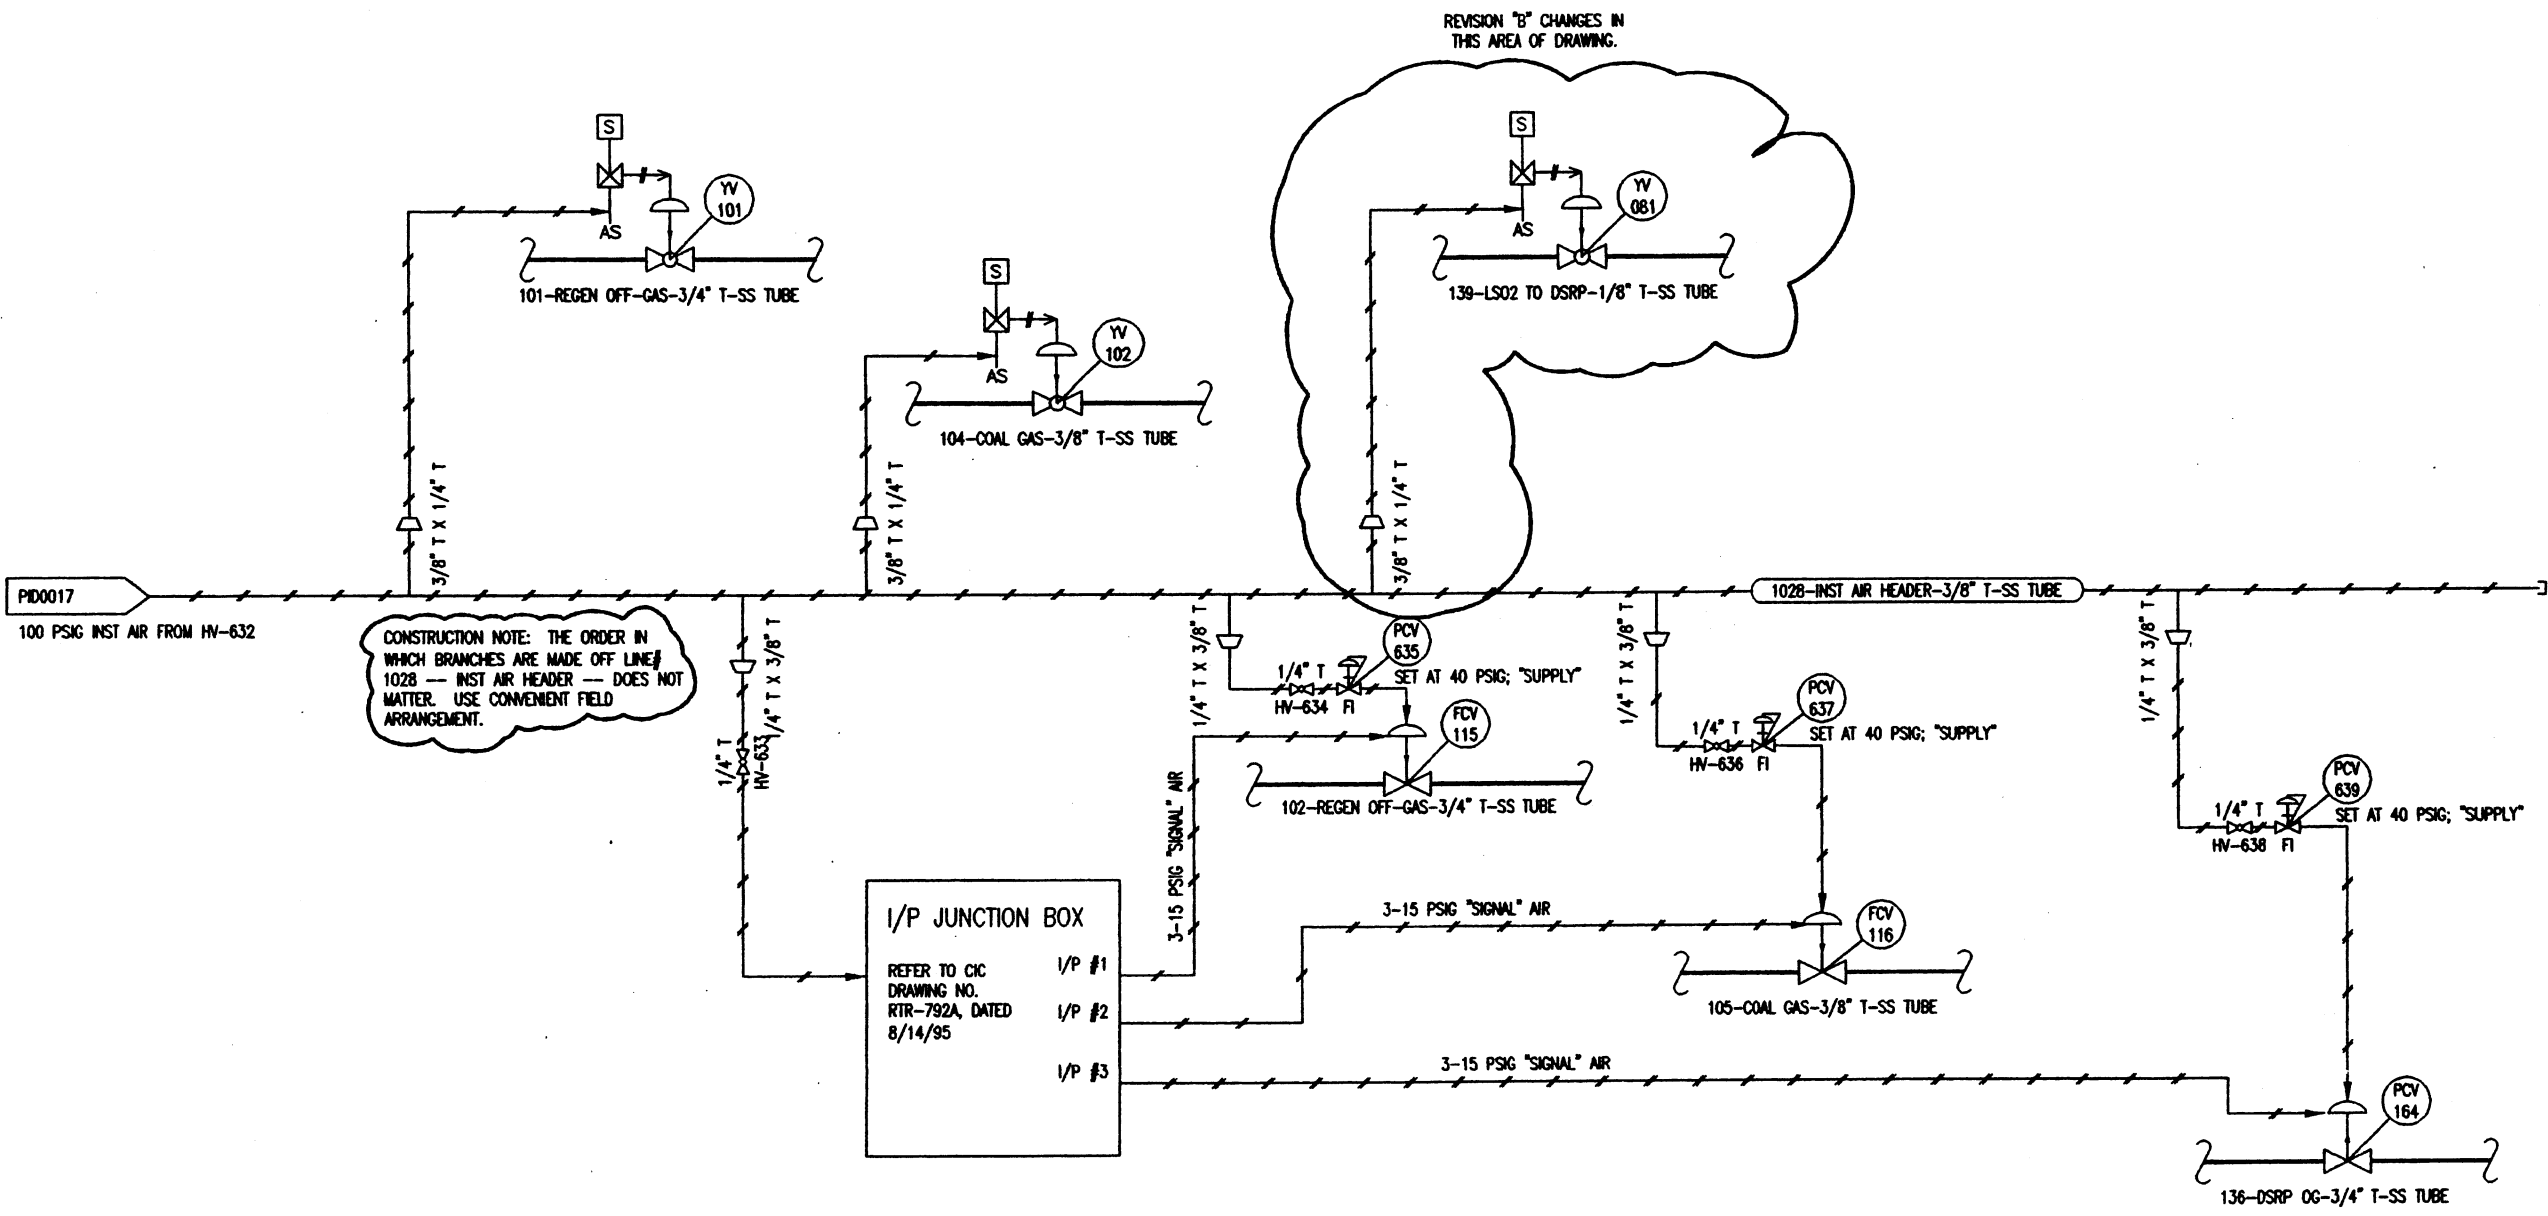 REVISION "B" CHANGES IN
THIS AREA OF DRAWING.
S
YV
101
AS
101-REGEN OFF-GAS-3/4" T-SS TUBE
S
YV
102
AS
104-COAL GAS-3/8" T-SS TUBE
S
YV
081
AS
139-LSO2 TO DSRP-1/8" T-SS TUBE
3/8" T X 1/4" T
3/8" T X 1/4" T
3/8" T X 1/4" T
PID0017
100 PSIG INST AIR FROM HV-632
1028-INST AIR HEADER-3/8" T-SS TUBE
CONSTRUCTION NOTE: THE ORDER IN
WHICH BRANCHES ARE MADE OFF LINE#
1028 -- INST AIR HEADER -- DOES NOT
MATTER. USE CONVENIENT FIELD
ARRANGEMENT.
1/4" T X 3/8" T
1/4" T
HV-633
1/4" T X 3/8" T
1/4" T
HV-634 FI
PCV
635
SET AT 40 PSIG; "SUPPLY"
FCV
115
102-REGEN OFF-GAS-3/4" T-SS TUBE
3-15 PSIG "SIGNAL" AIR
1/4" T X 3/8" T
1/4" T
HV-636 FI
PCV
637
SET AT 40 PSIG; "SUPPLY"
FCV
116
105-COAL GAS-3/8" T-SS TUBE
3-15 PSIG "SIGNAL" AIR
1/4" T X 3/8" T
1/4" T
HV-638 FI
PCV
639
SET AT 40 PSIG; "SUPPLY"
I/P JUNCTION BOX
REFER TO CIC
DRAWING NO.
RTR-792A, DATED
8/14/95
I/P #1
I/P #2
I/P #3
3-15 PSIG "SIGNAL" AIR
PCV
164
136-DSRP OG-3/4" T-SS TUBE